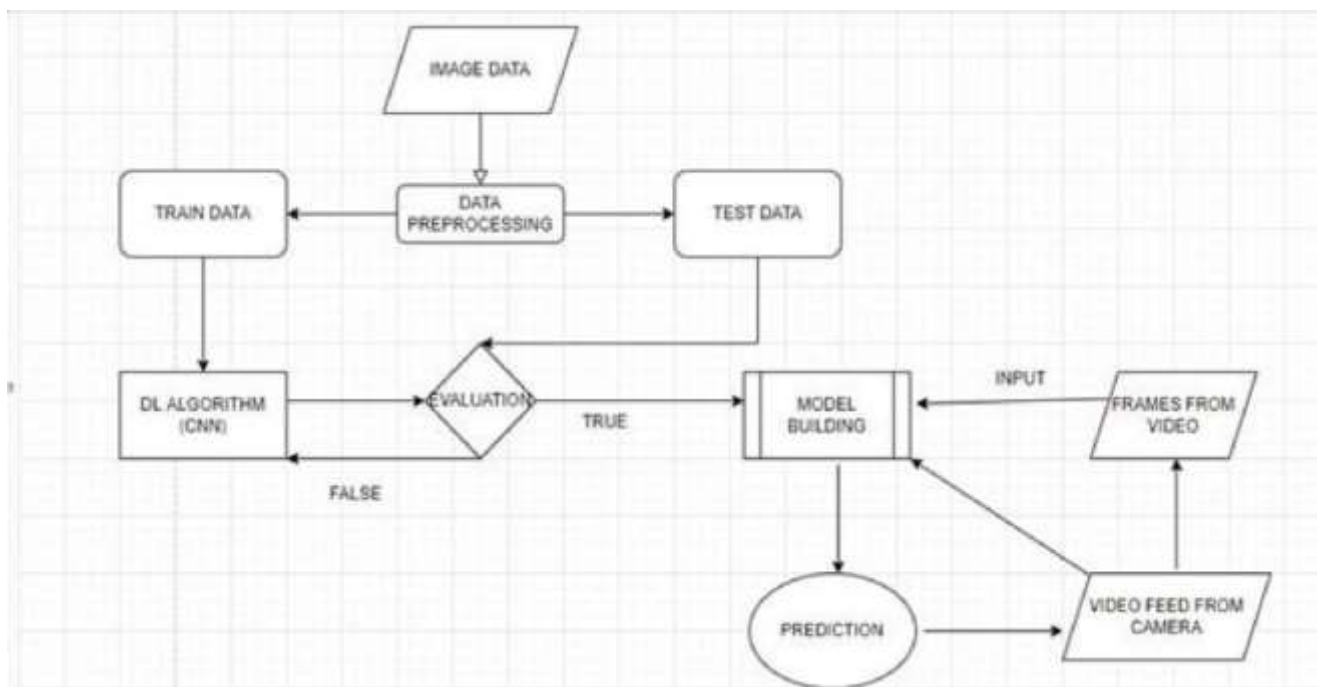 IMAGE DATA
TRAIN DATA
DATA
PREPROCESSING
TEST DATA
DL ALGORITHM
(CNN)
EVALUATION
TRUE
FALSE
MODEL
BUILDING
INPUT
FRAMES FROM
VIDEO
PREDICTION
VIDEO FEED FROM
CAMERA